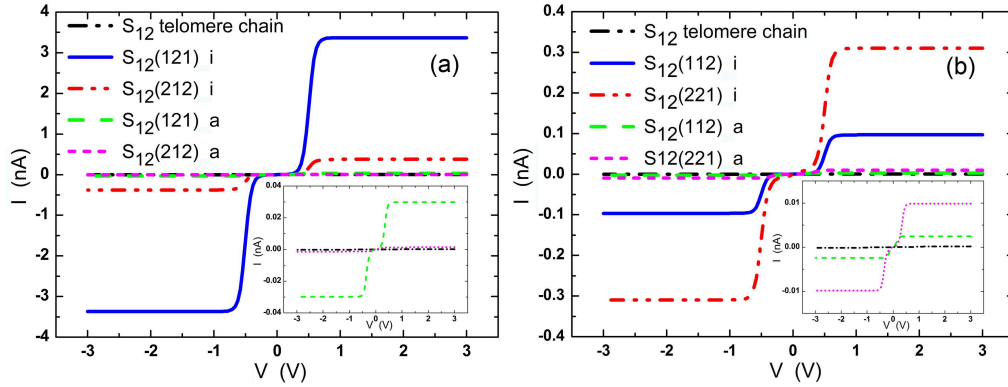 S12 telomere chain
S12(121) i
S12(212) i
S12(121) a
S12(212) a
(a)
I (nA)
4
3
2
1
0
-1
-2
-3
-4
-3 -2 -1 0 1 2 3
V (V)
I (nA)
0.04
0.02
0.00
-0.02
-0.04
-3 -2 -1 0 1 2 3
V (V)
S12 telomere chain
S12(112) i
S12(221) i
S12(112) a
S12(221) a
(b)
I (nA)
0.4
0.3
0.2
0.1
0.0
-0.1
-0.2
-0.3
0.4
-3 -2 -1 0 1 2 3
V (V)
I (nA)
0.01
0.00
-0.01
-3 -2 -1 0 1 2 3
V (V)